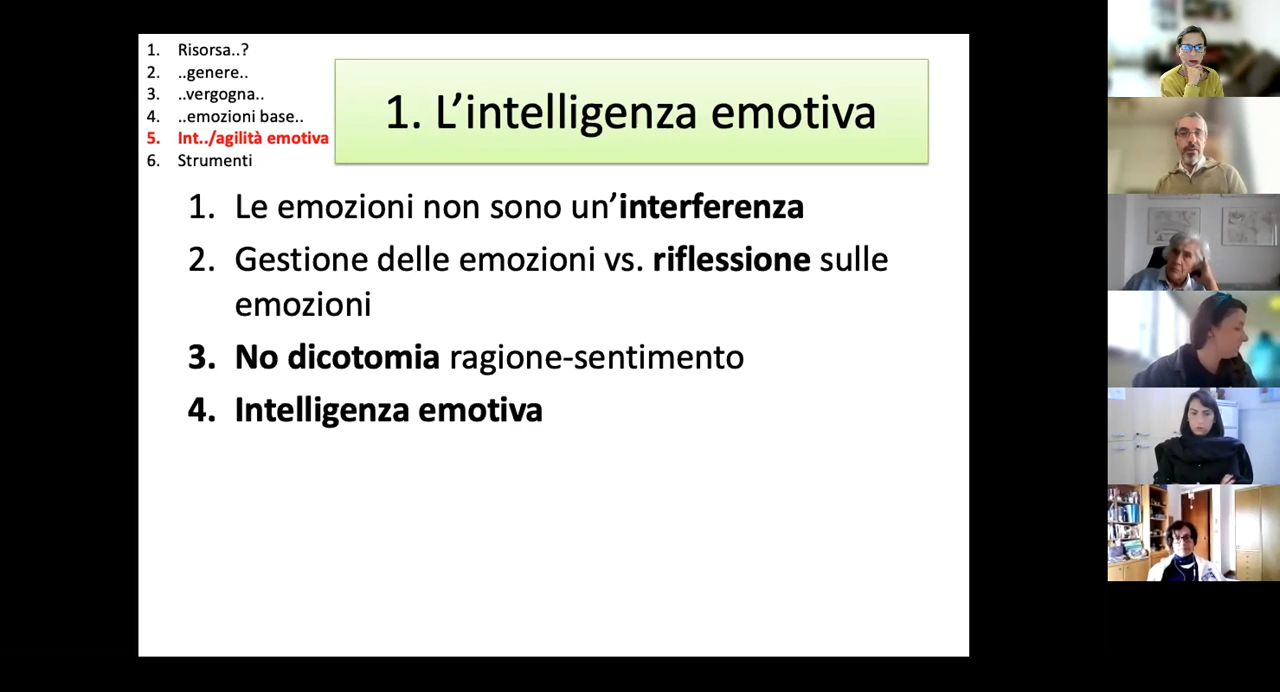 1. Risorsa..?
2. ..genere..
3. ..vergogna..
4. ..emozioni base..
5. Int../agilità emotiva
6. Strumenti
1. L’intelligenza emotiva
1. Le emozioni non sono un’interferenza
2. Gestione delle emozioni vs. riflessione sulle
emozioni
3. No dicotomia ragione-sentimento
4. Intelligenza emotiva